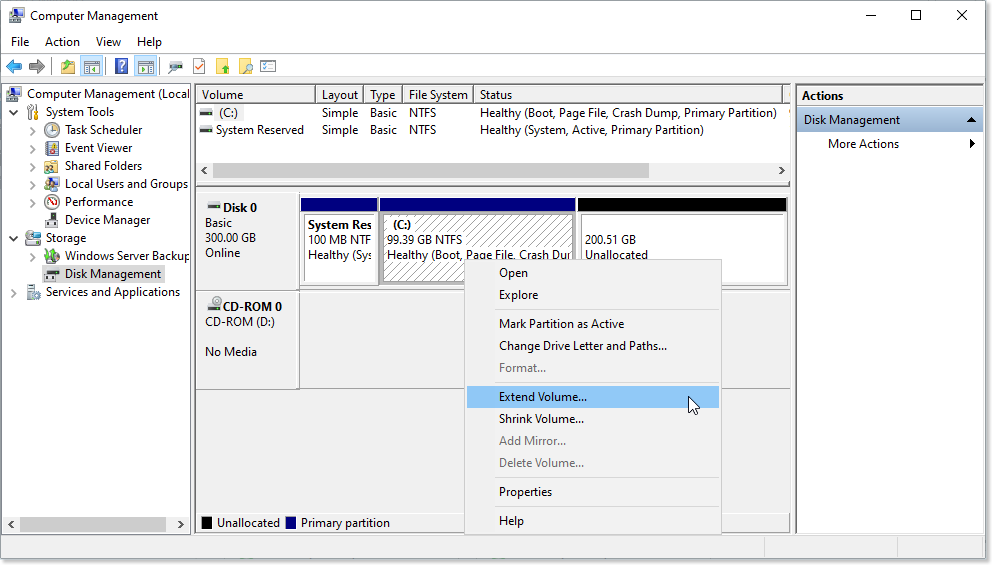 Computer Management
File Action View Help
Computer Management (Local
System Tools
Task Scheduler
Event Viewer
Shared Folders
Local Users and Groups
Performance
Device Manager
Storage
Windows Server Backup
Disk Management
Services and Applications
Volume Layout Type File System Status
(C:) Simple Basic NTFS Healthy (Boot, Page File, Crash Dump, Primary Partition)
System Reserved Simple Basic NTFS Healthy (System, Active, Primary Partition)
Disk 0
Basic
300.00 GB
Online
System Res
100 MB NTF
Healthy (Sys
(C:)
99.39 GB NTFS
Healthy (Boot, Page File, Crash Dur
200.51 GB
Unallocated
CD-ROM 0
CD-ROM (D:)
No Media
Open
Explore
Mark Partition as Active
Change Drive Letter and Paths...
Format...
Extend Volume...
Shrink Volume...
Add Mirror...
Delete Volume...
Properties
Help
Unallocated Primary partition
Actions
Disk Management
More Actions